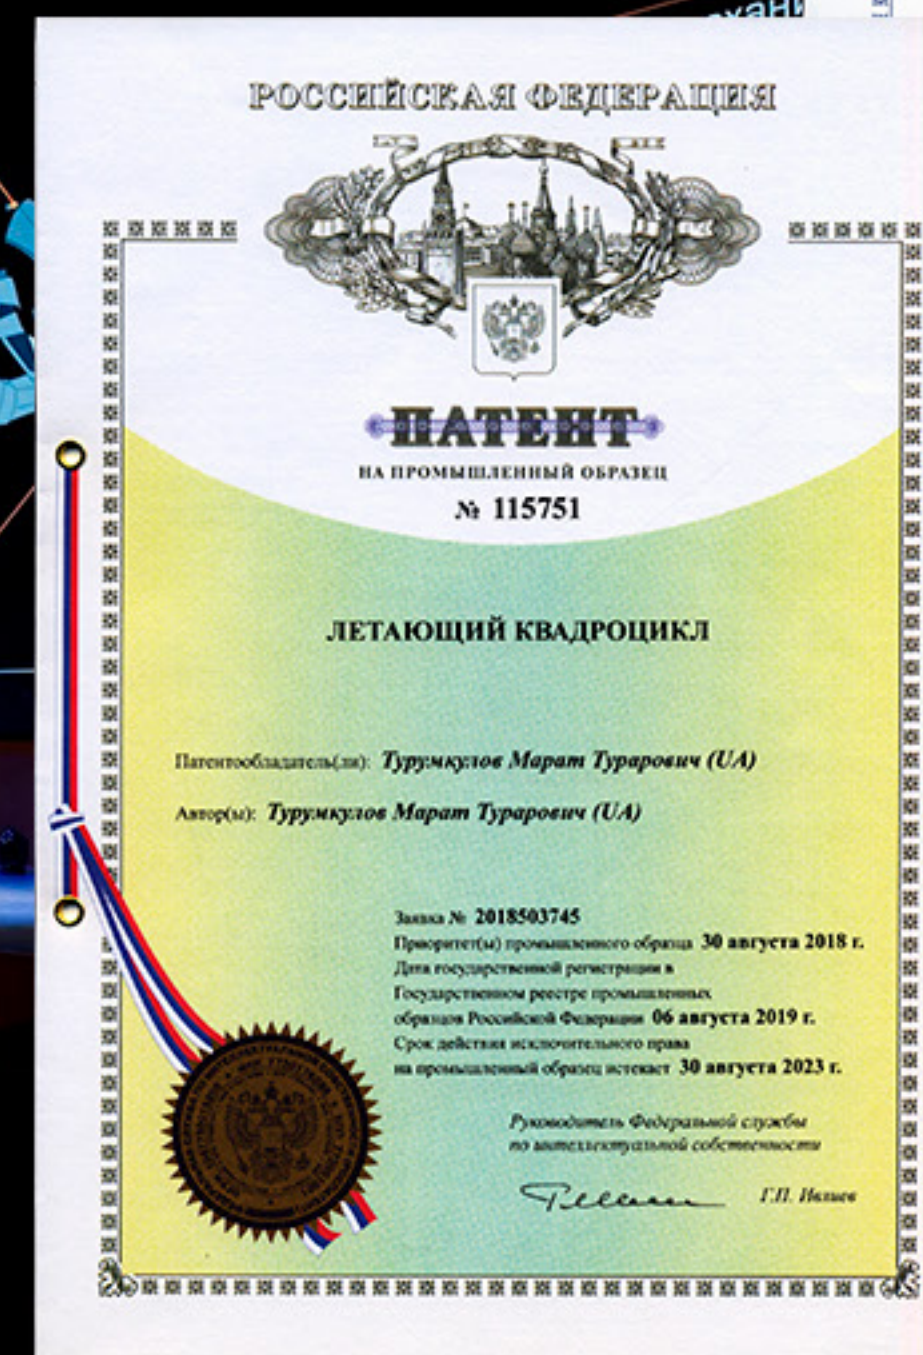 РОССИЙСКАЯ ФЕДЕРАЦИЯ
ПАТЕНТ
НА ПРОМЫШЛЕННЫЙ ОБРАЗЕЦ
№ 115751
ЛЕТАЮЩИЙ КВАДРОЦИКЛ
Патентообладатель(ли): Турумкулов Марат Турарович (UA)
Автор(ы): Турумкулов Марат Турарович (UA)
Заявка № 2018503745
Приоритет(ы) промышленного образца 30 августа 2018 г.
Дата государственной регистрации в
Государственном реестре промышленных
образцов Российской Федерации 06 августа 2019 г.
Срок действия исключительного права
на промышленный образец истекает 30 августа 2023 г.
Руководитель Федеральной службы
по интеллектуальной собственности
Г.П. Ивлиев